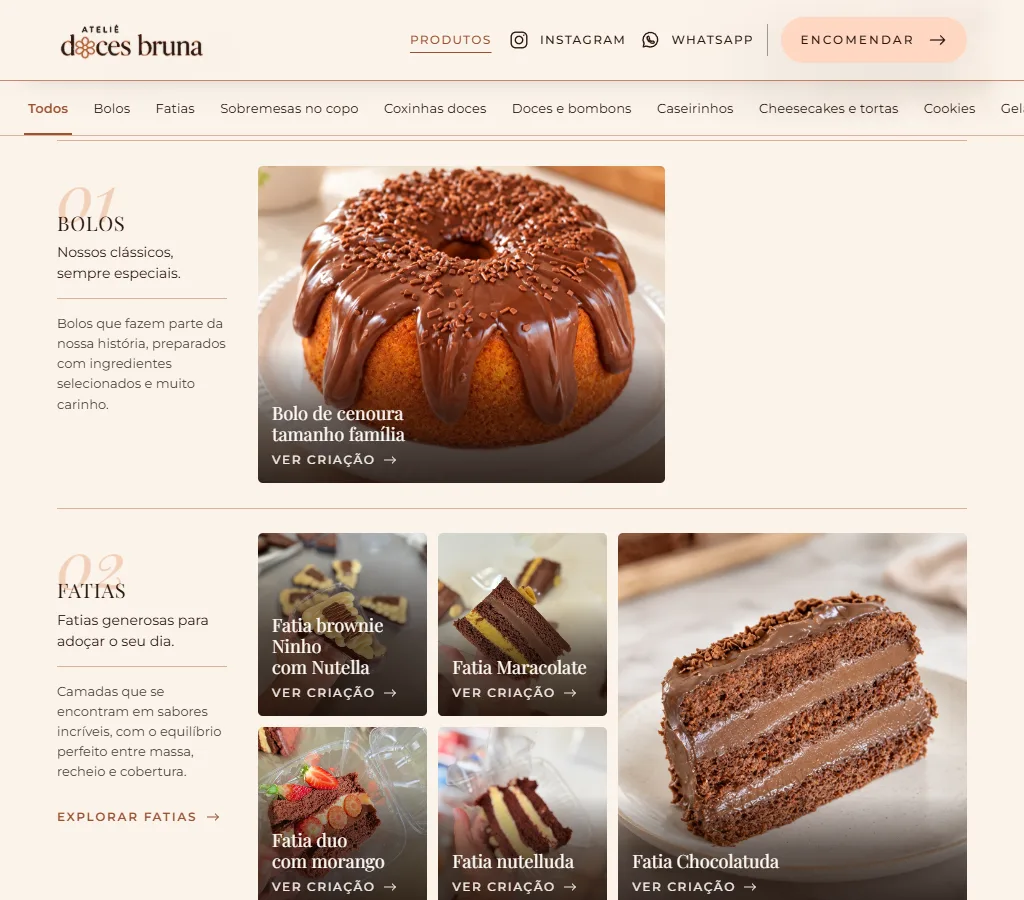 ATELIÊ
doces bruna
PRODUTOS
INSTAGRAM
WHATSAPP
ENCOMENDAR
Todos
Bolos
Fatias
Sobremesas no copo
Coxinhas doces
Doces e bombons
Caseirinhos
Cheesecakes e tortas
Cookies
Gela
01
BOLOS
Nossos clássicos,
sempre especiais.
Bolos que fazem parte da
nossa história, preparados
com ingredientes
selecionados e muito
carinho.
Bolo de cenoura
tamanho família
VER CRIAÇÃO
02
FATIAS
Fatias generosas para
adoçar o seu dia.
Camadas que se
encontram em sabores
incríveis, com o equilíbrio
perfeito entre massa,
recheio e cobertura.
EXPLORAR FATIAS
Fatia brownie
Ninho
com Nutella
VER CRIAÇÃO
Fatia Maracolate
VER CRIAÇÃO
Fatia duo
com morango
VER CRIAÇÃO
Fatia nutelluda
VER CRIAÇÃO
Fatia Chocolatuda
VER CRIAÇÃO